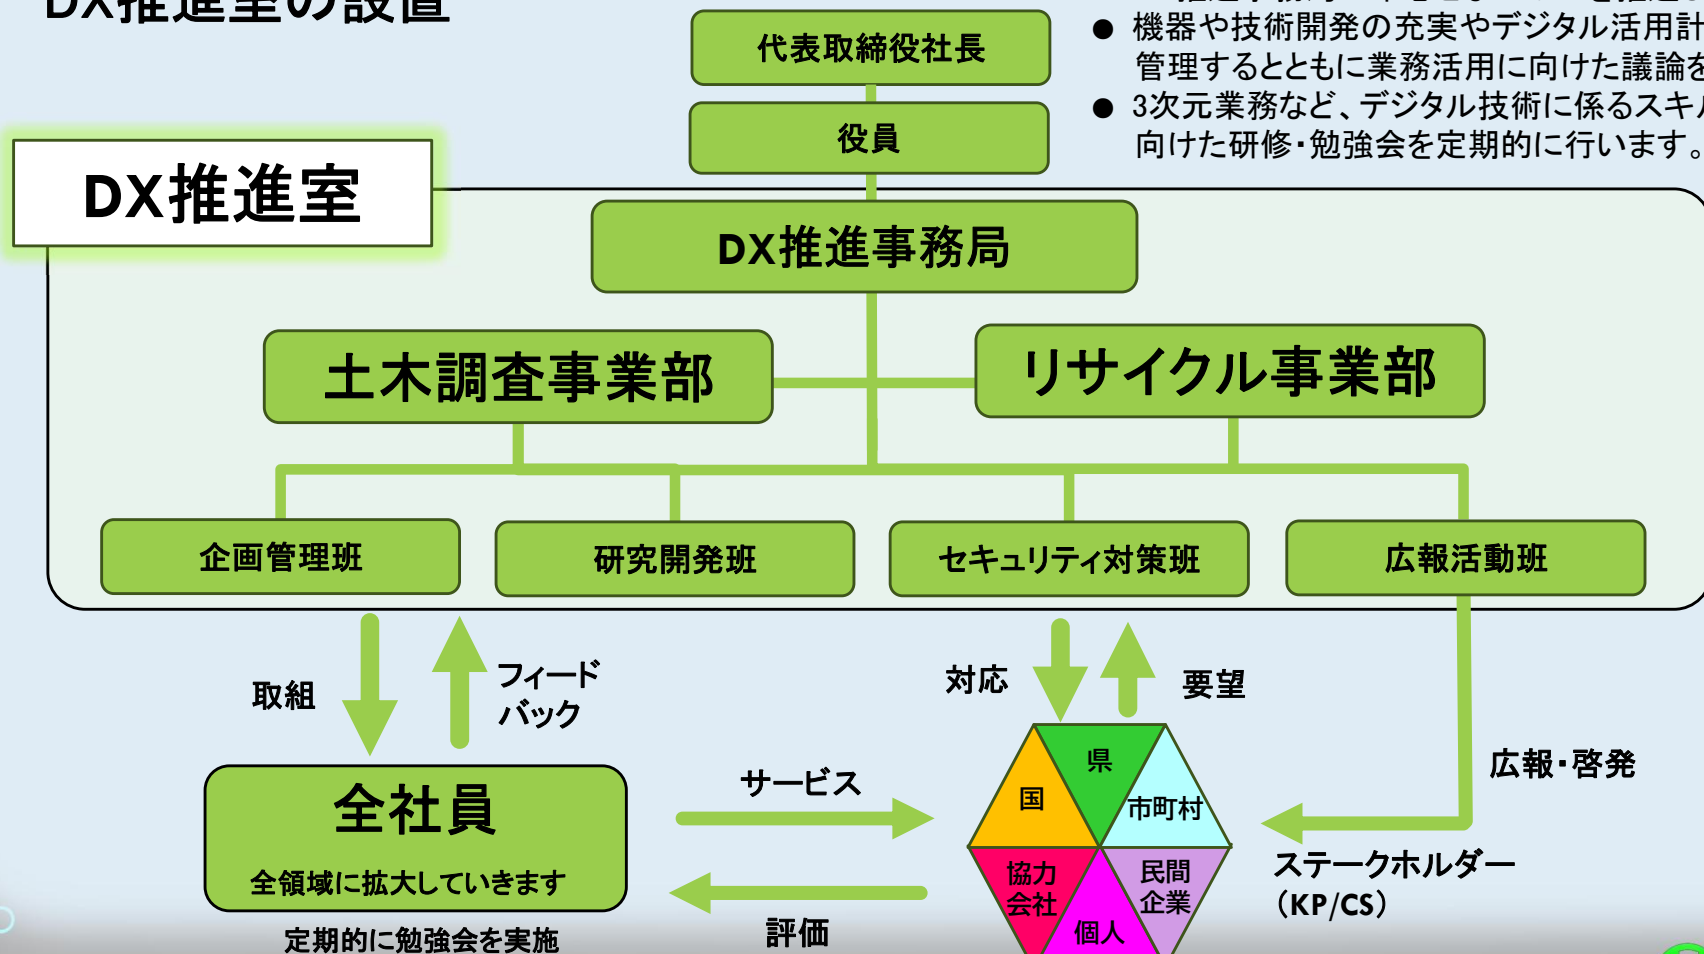 DX推進室の設置
代表取締役社長
役員
● 機器や技術開発の充実やデジタル活用計
管理するとともに業務活用に向けた議論を
● 3次元業務など、デジタル技術に係るスキル
向けた研修・勉強会を定期的に行います。
DX推進室
DX推進事務局
土木調査事業部
リサイクル事業部
企画管理班
研究開発班
セキュリティ対策班
広報活動班
取組
フィード
バック
対応
要望
広報・啓発
全社員
全領域に拡大していきます
定期的に勉強会を実施
サービス
評価
国
県
市町村
協力
会社
個人
民間
企業
ステークホルダー
（KP/CS）